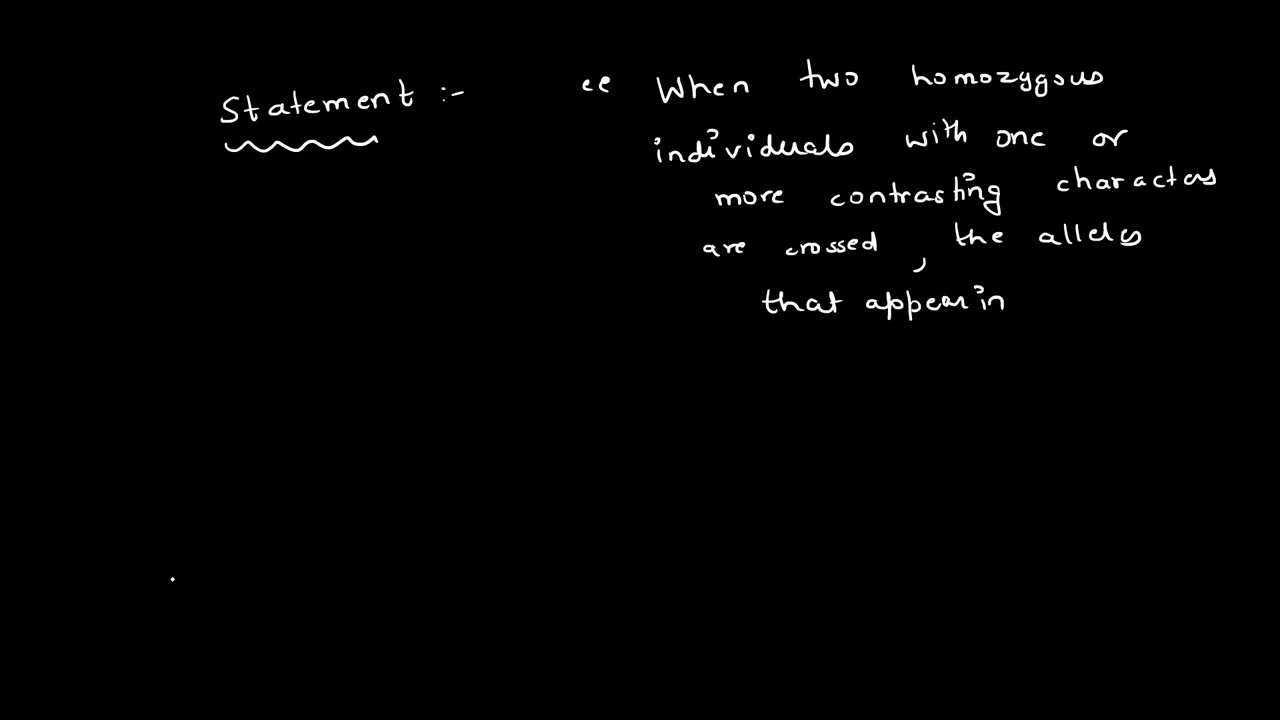 Statement :- " When two homozygous
individuals with one or
more contrasting characters
are crossed, the alleles
that appear in